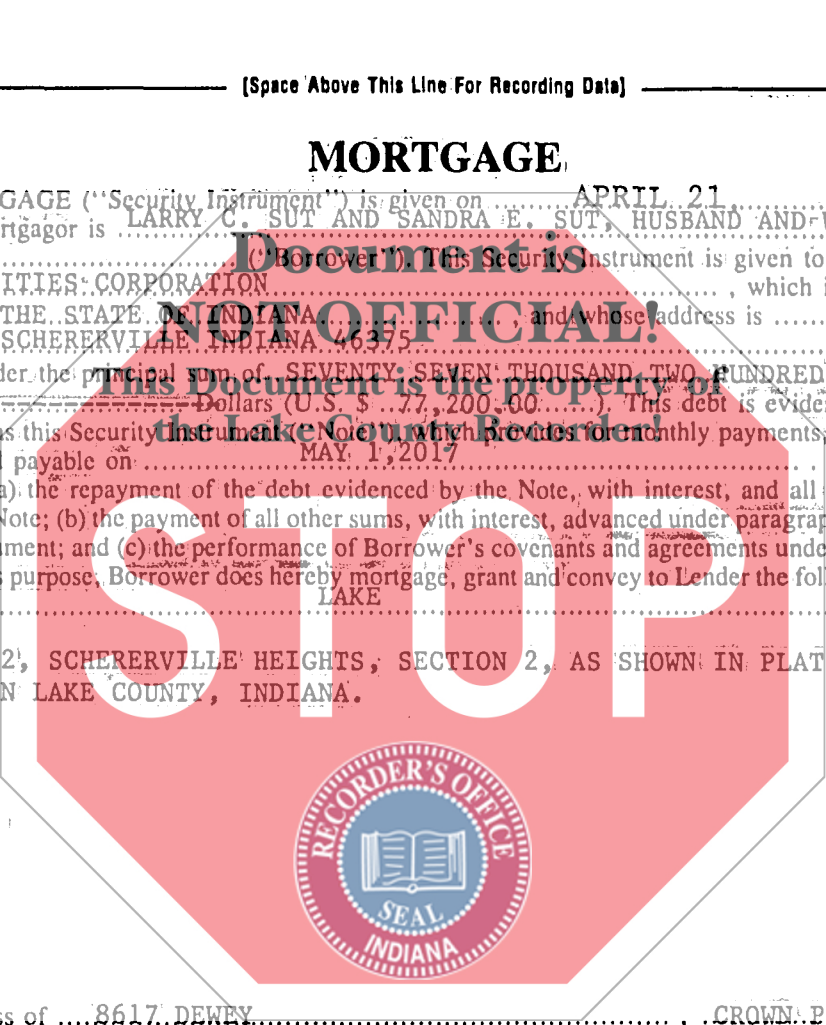 [Space Above This Line For Recording Data]
MORTGAGE
GAGE ("Security Instrument") is given on ........ APRIL 21,
rtgagor is LARRY C. SUT AND SANDRA E. SUT, HUSBAND AND
("Borrower"). This Security Instrument is given to
ITIES CORPORATION , which i
THE STATE OF INDIANA , and whose address is
SCHERERVILLE INDIANA 46375
der the principal sum of SEVENTY SEVEN THOUSAND TWO HUNDRED
Dollars (U.S. $ 77,200.00 ). This debt is evide
as this Security Instrument ("Note"), which provides for monthly payments,
payable on MAY 1,2017
a) the repayment of the debt evidenced by the Note, with interest, and all
Note; (b) the payment of all other sums, with interest, advanced under paragrap
ment; and (c) the performance of Borrower's covenants and agreements unde
s purpose, Borrower does hereby mortgage, grant and convey to Lender the fol
LAKE
2, SCHERERVILLE HEIGHTS, SECTION 2, AS SHOWN IN PLAT
N LAKE COUNTY, INDIANA.
ss of .... 8617 DEWEY , CROWN P
Document is
NOT OFFICIAL!
This Document is the property of
the Lake County Recorder!
STOP
RECORDER'S OFFICE
SEAL
INDIANA